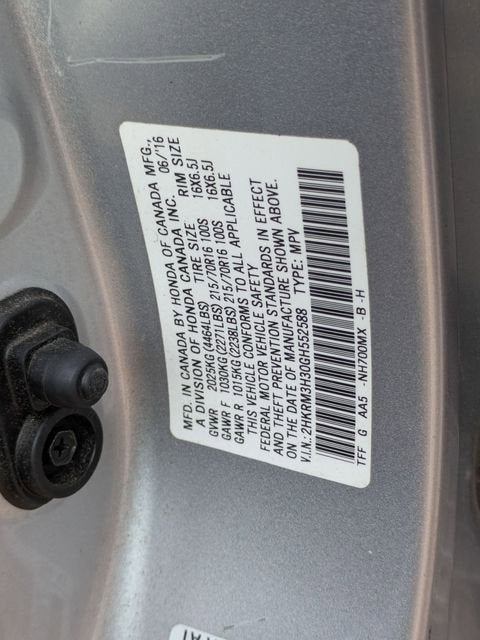 MFD. IN CANADA BY HONDA OF CANADA MFG.,
A DIVISION OF HONDA CANADA INC. 06/'16
TIRE SIZE RIM SIZE
GVWR 2025KG(4464LBS)
GAWR F 1030KG(2271LBS) 215/70R16 100S 16X6.5J
GAWR R 1015KG(2238LBS) 215/70R16 100S 16X6.5J
THIS VEHICLE CONFORMS TO ALL APPLICABLE
FEDERAL MOTOR VEHICLE SAFETY
AND THEFT PREVENTION STANDARDS IN EFFECT
ON THE DATE OF MANUFACTURE SHOWN ABOVE.
V.I.N.:2HKRM3H30GH552588 TYPE: MPV
TFF G AA5 -NH700MX -B -H